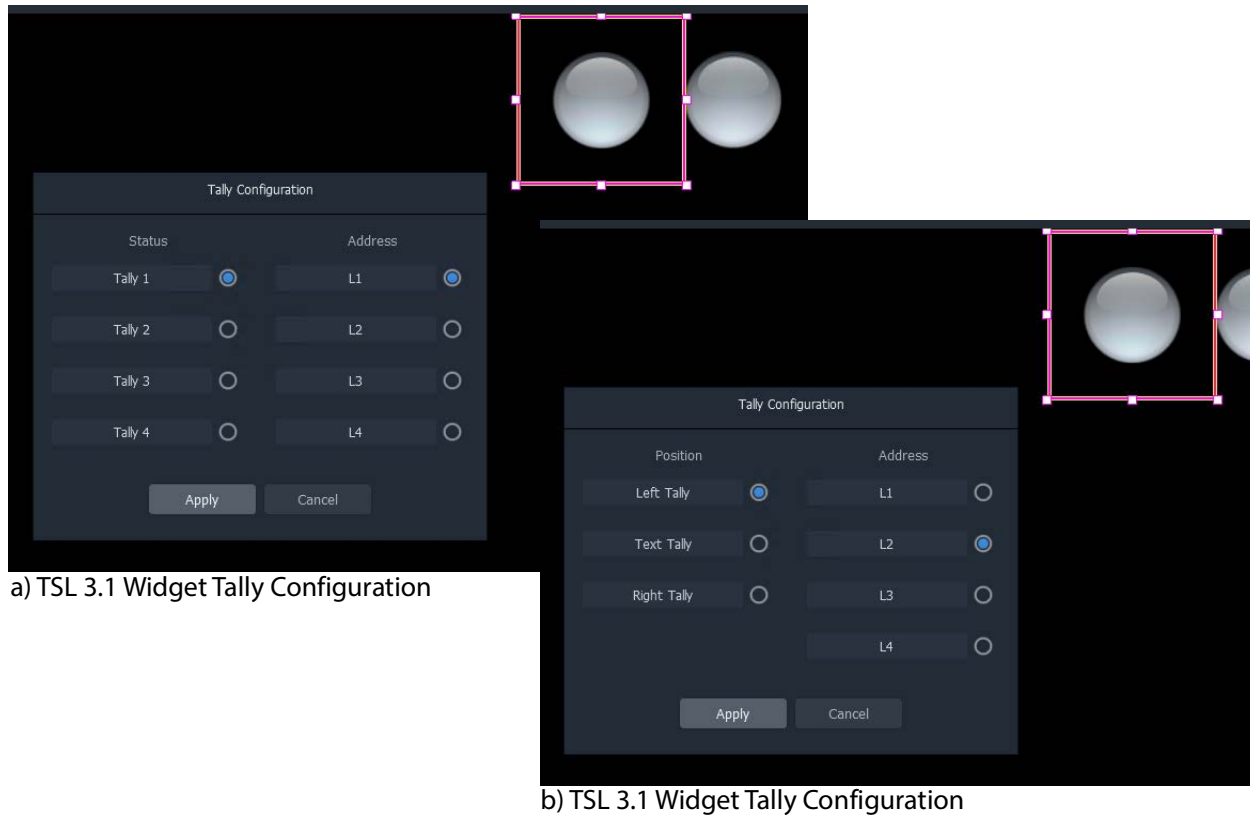 Tally Configuration
Status Address
Tally 1 L1
Tally 2 L2
Tally 3 L3
Tally 4 L4
Apply Cancel
a) TSL 3.1 Widget Tally Configuration
Tally Configuration
Position Address
Left Tally L1
Text Tally L2
Right Tally L3
L4
Apply Cancel
b) TSL 3.1 Widget Tally Configuration